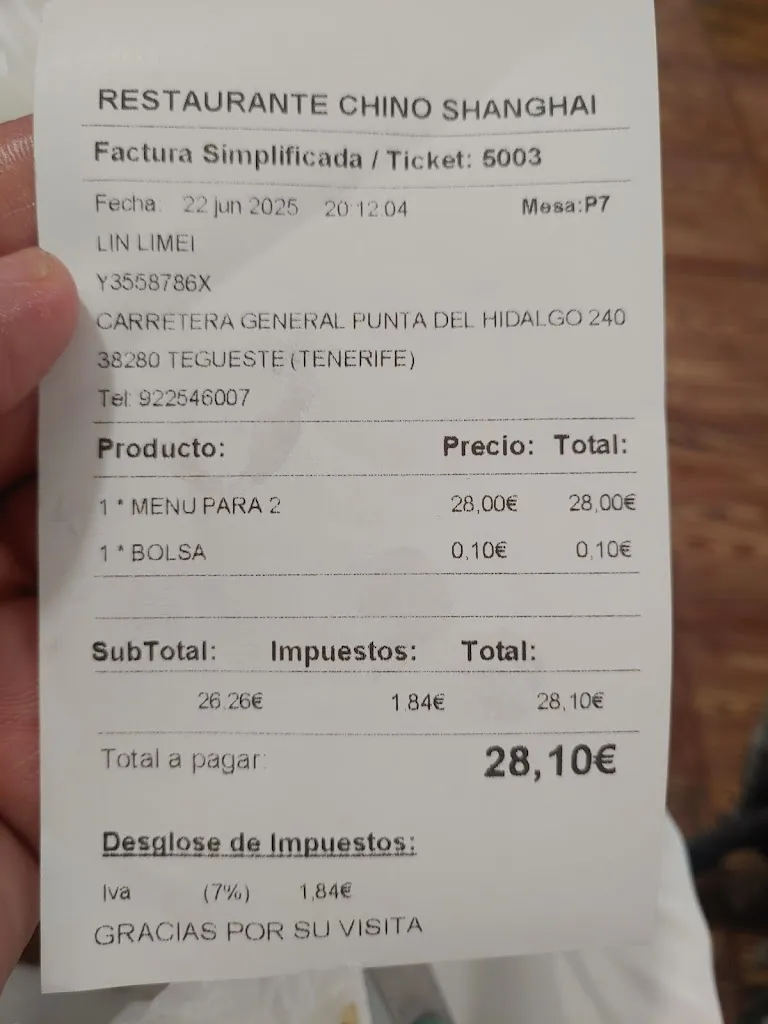 RESTAURANTE CHINO SHANGHAI
Factura Simplificada / Ticket: 5003
Fecha: 22 jun 2025 20:12:04 Mesa:P7
LIN LIMEI
Y3558786X
CARRETERA GENERAL PUNTA DEL HIDALGO 240
38280 TEGUESTE (TENERIFE)
Tel: 922546007
Producto: Precio: Total:
1 * MENU PARA 2 28,00€ 28,00€
1 * BOLSA 0,10€ 0,10€
SubTotal: Impuestos: Total:
26,26€ 1,84€ 28,10€
Total a pagar: 28,10€
Desglose de Impuestos:
Iva (7%) 1,84€
GRACIAS POR SU VISITA